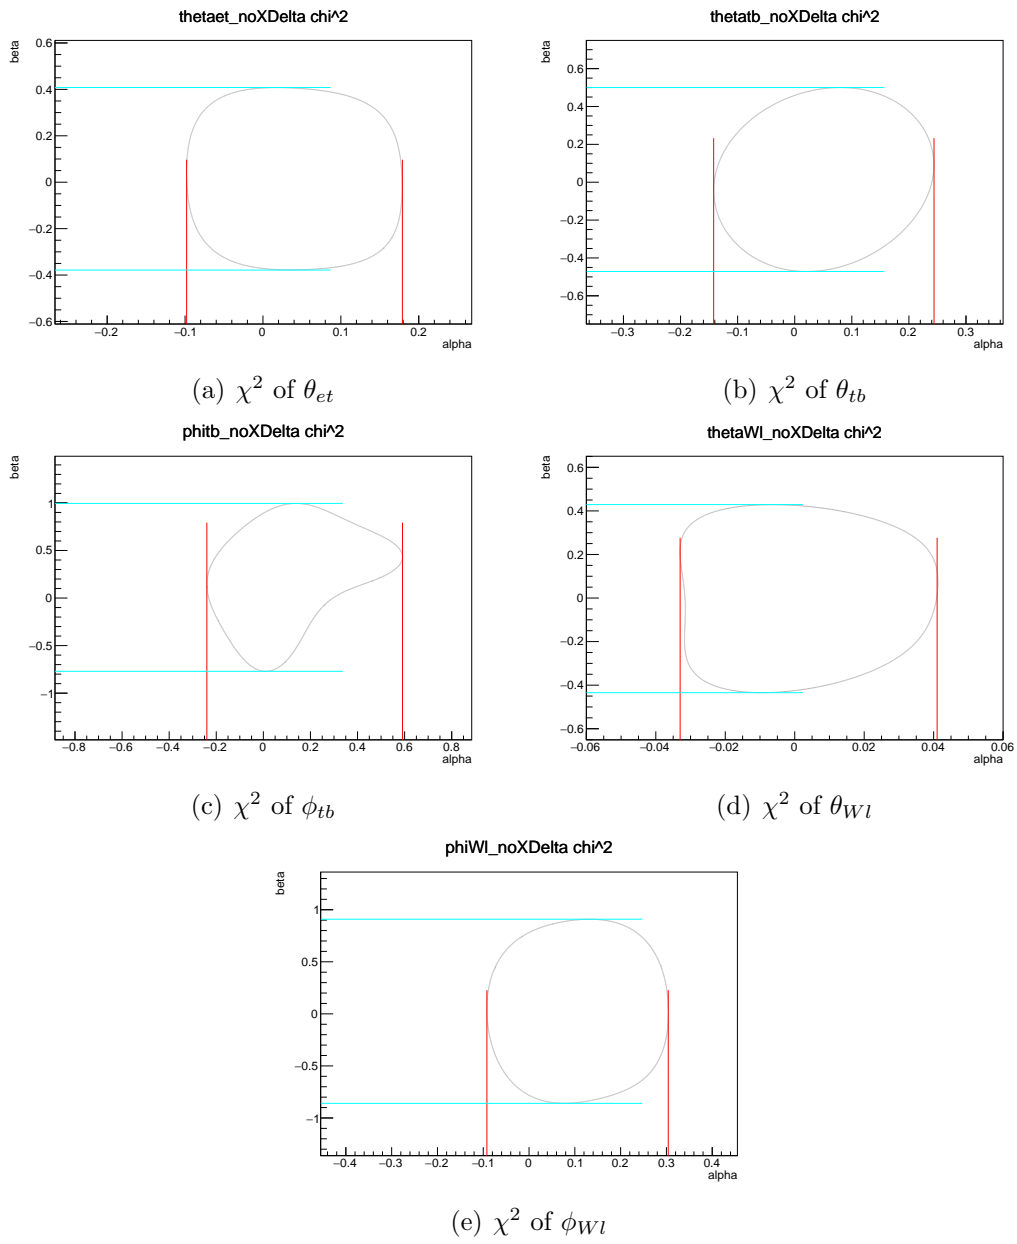 thetaet_noXDelta chi^2
beta
0.6
0.4
0.2
0
−0.2
−0.4
−0.6
−0.2 −0.1 0 0.1 0.2
alpha
(a) χ² of θet
thetatb_noXDelta chi^2
beta
0.6
0.4
0.2
0
−0.2
−0.4
−0.6
−0.3 −0.2 −0.1 0 0.1 0.2 0.3
alpha
(b) χ² of θtb
phitb_noXDelta chi^2
beta
1
0.5
0
−0.5
−1
−0.8 −0.6 −0.4 −0.2 0 0.2 0.4 0.6 0.8
alpha
(c) χ² of ϕtb
thetaWl_noXDelta chi^2
beta
0.6
0.4
0.2
0
−0.2
−0.4
−0.6
−0.06 −0.04 −0.02 0 0.02 0.04 0.06
alpha
(d) χ² of θWl
phiWl_noXDelta chi^2
beta
1
0.5
0
−0.5
−1
−0.4 −0.3 −0.2 −0.1 0 0.1 0.2 0.3 0.4
alpha
(e) χ² of ϕWl